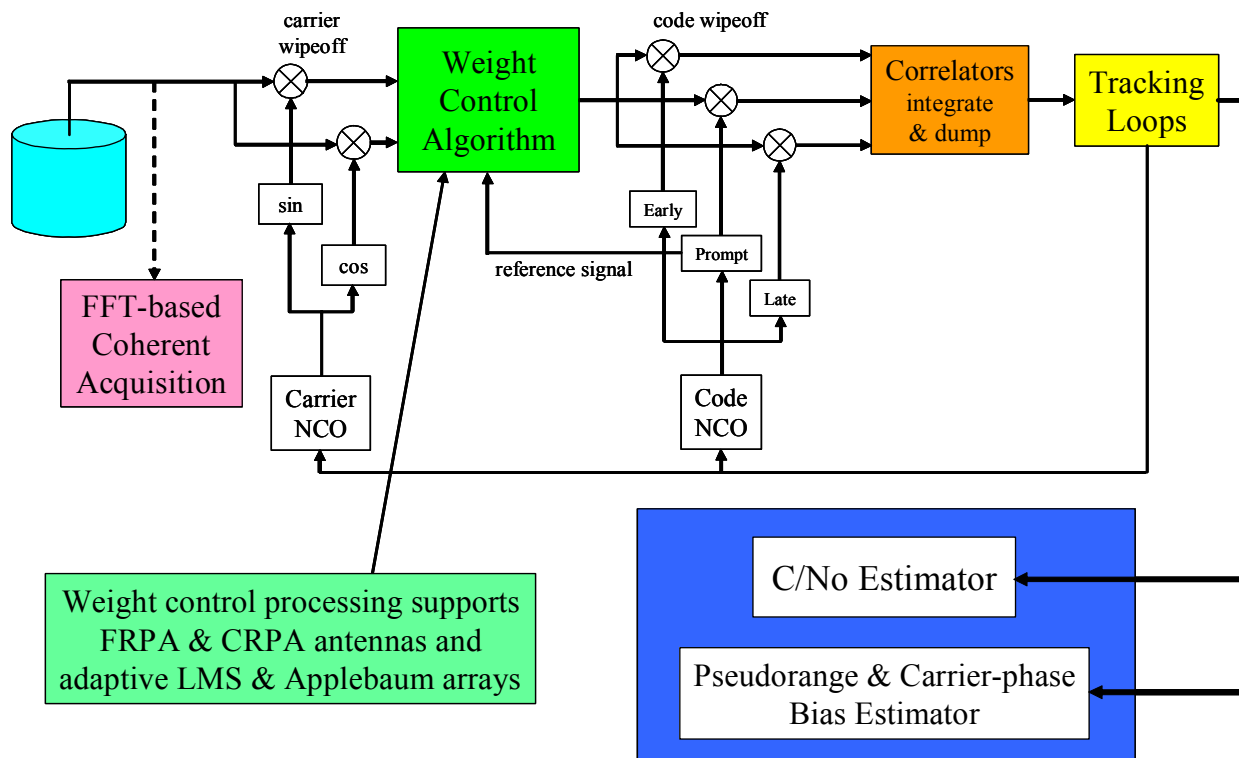 carrier
wipeoff
code wipeoff
Weight
Control
Algorithm
Correlators
integrate
& dump
Tracking
Loops
sin
cos
Early
Prompt
Late
reference signal
FFT-based
Coherent
Acquisition
Carrier
NCO
Code
NCO
Weight control processing supports
FRPA & CRPA antennas and
adaptive LMS & Applebaum arrays
C/No Estimator
Pseudorange & Carrier-phase
Bias Estimator